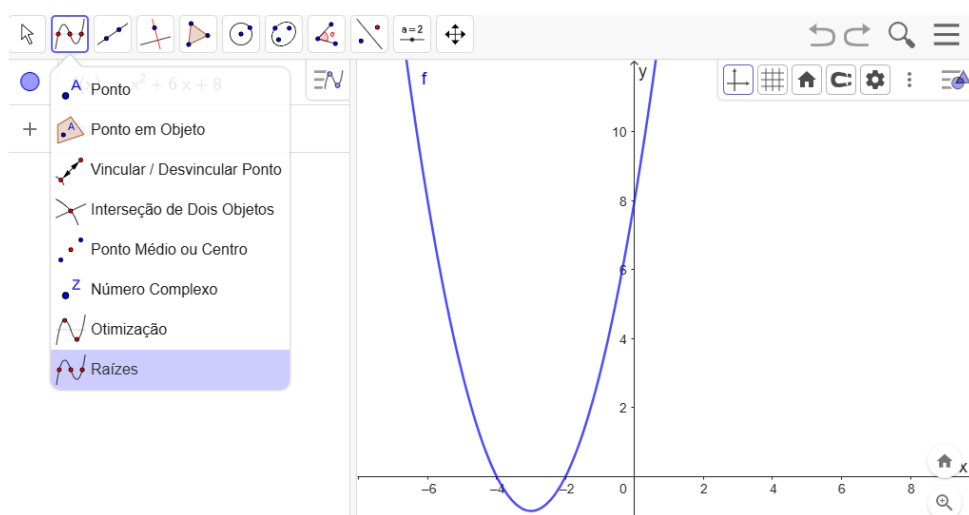 a=2
x² + 6 x + 8
A Ponto
A Ponto em Objeto
Vincular / Desvincular Ponto
Interseção de Dois Objetos
Ponto Médio ou Centro
Z Número Complexo
Otimização
Raízes
f
y
10
8
6
4
2
-6 -4 -2 0 2 4 6 8
x